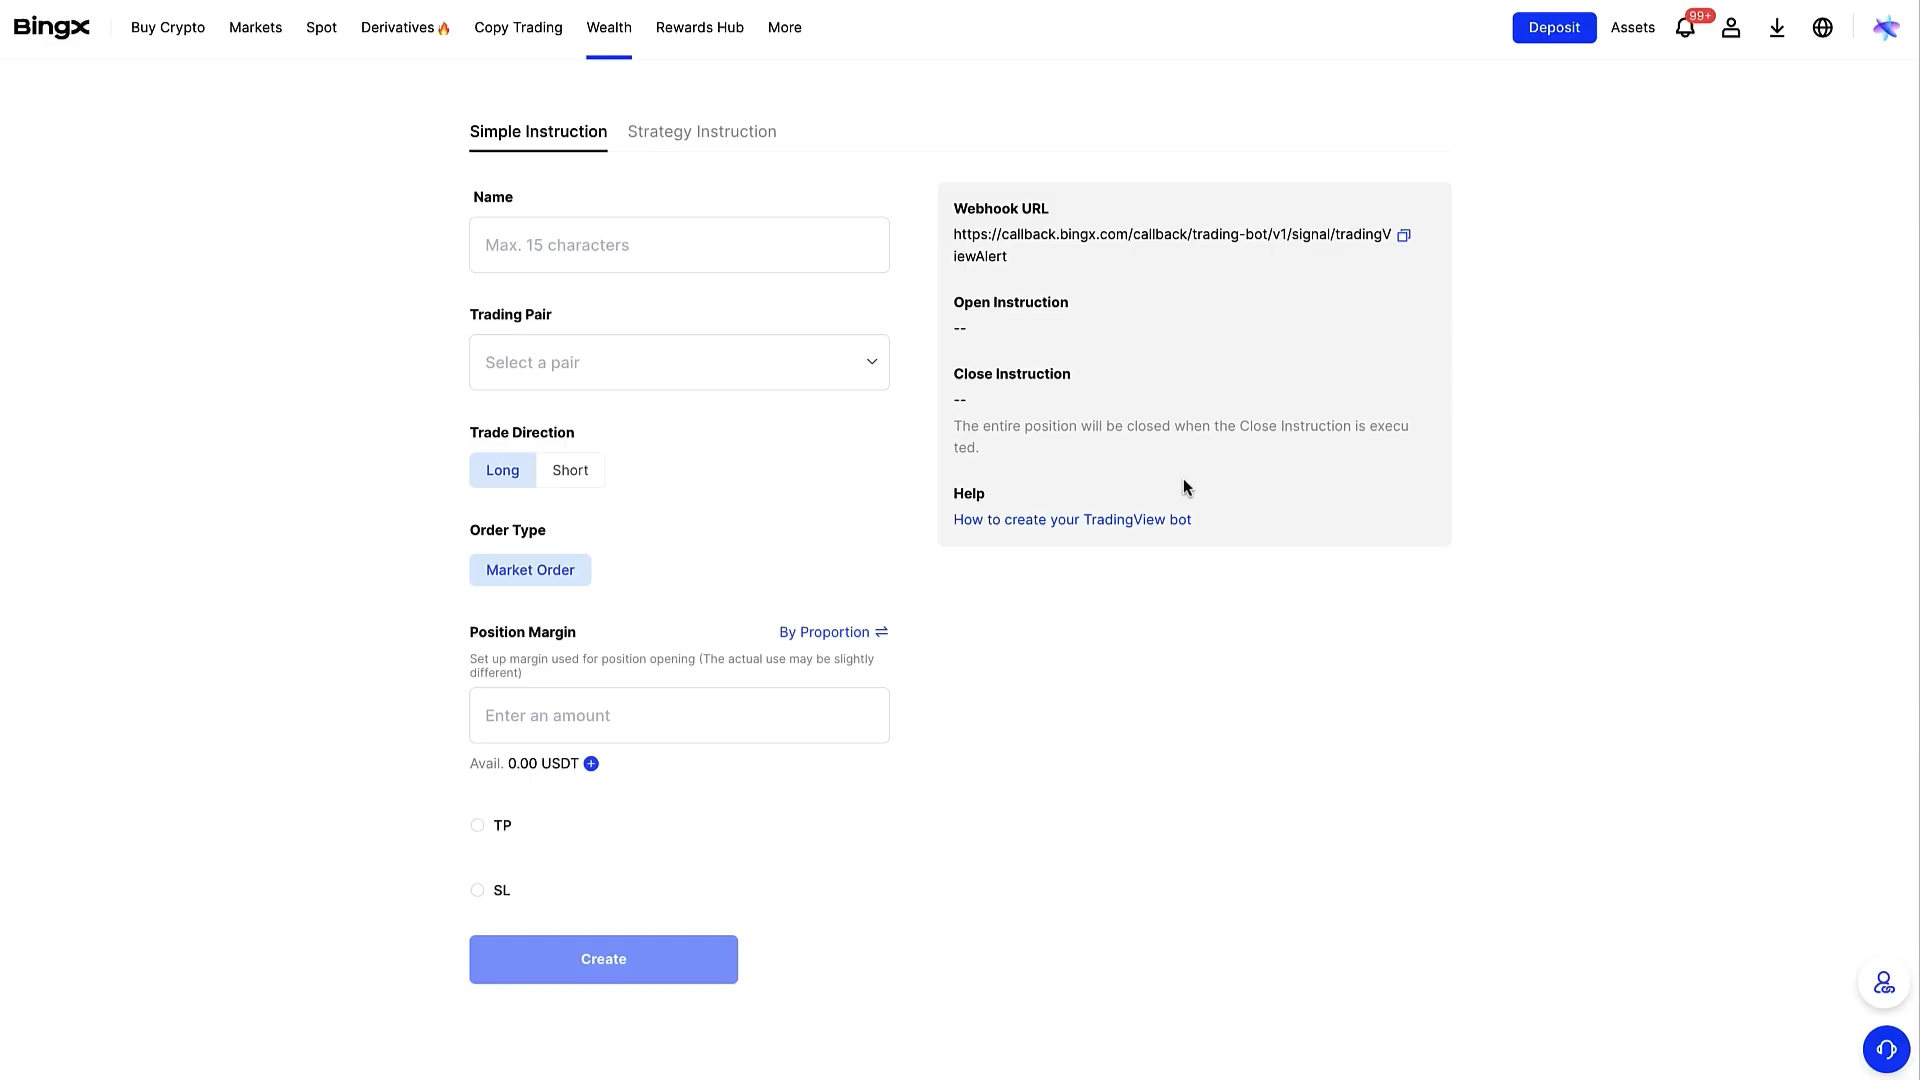 BingX
Buy Crypto
Markets
Spot
Derivatives
Copy Trading
Wealth
Rewards Hub
More
Deposit
Assets
99+
Simple Instruction
Strategy Instruction
Name
Max. 15 characters
Trading Pair
Select a pair
Trade Direction
Long
Short
Order Type
Market Order
Position Margin
By Proportion
Set up margin used for position opening (The actual use may be slightly
different)
Enter an amount
Avail. 0.00 USDT
TP
SL
Create
Webhook URL
https://callback.bingx.com/callback/trading-bot/v1/signal/tradingV
iewAlert
Open Instruction
--
Close Instruction
--
The entire position will be closed when the Close Instruction is execu
ted.
Help
How to create your TradingView bot